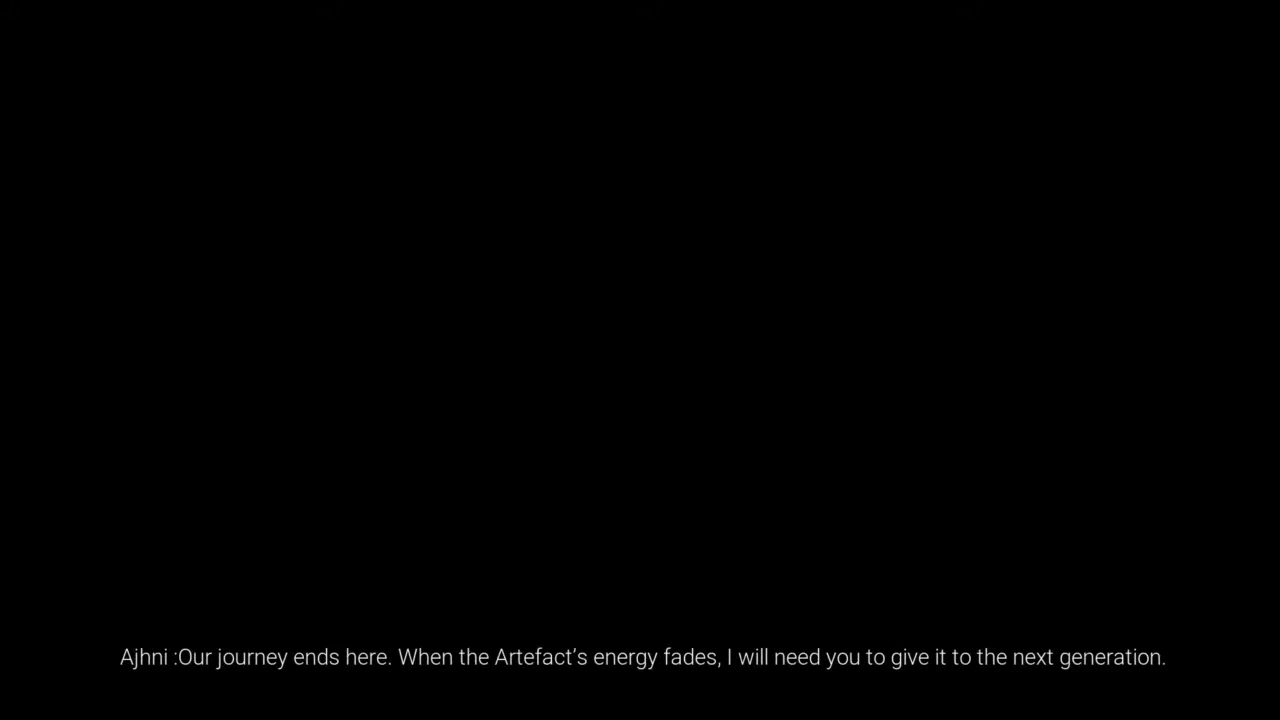 Ajhni :Our journey ends here. When the Artefact’s energy fades, I will need you to give it to the next generation.